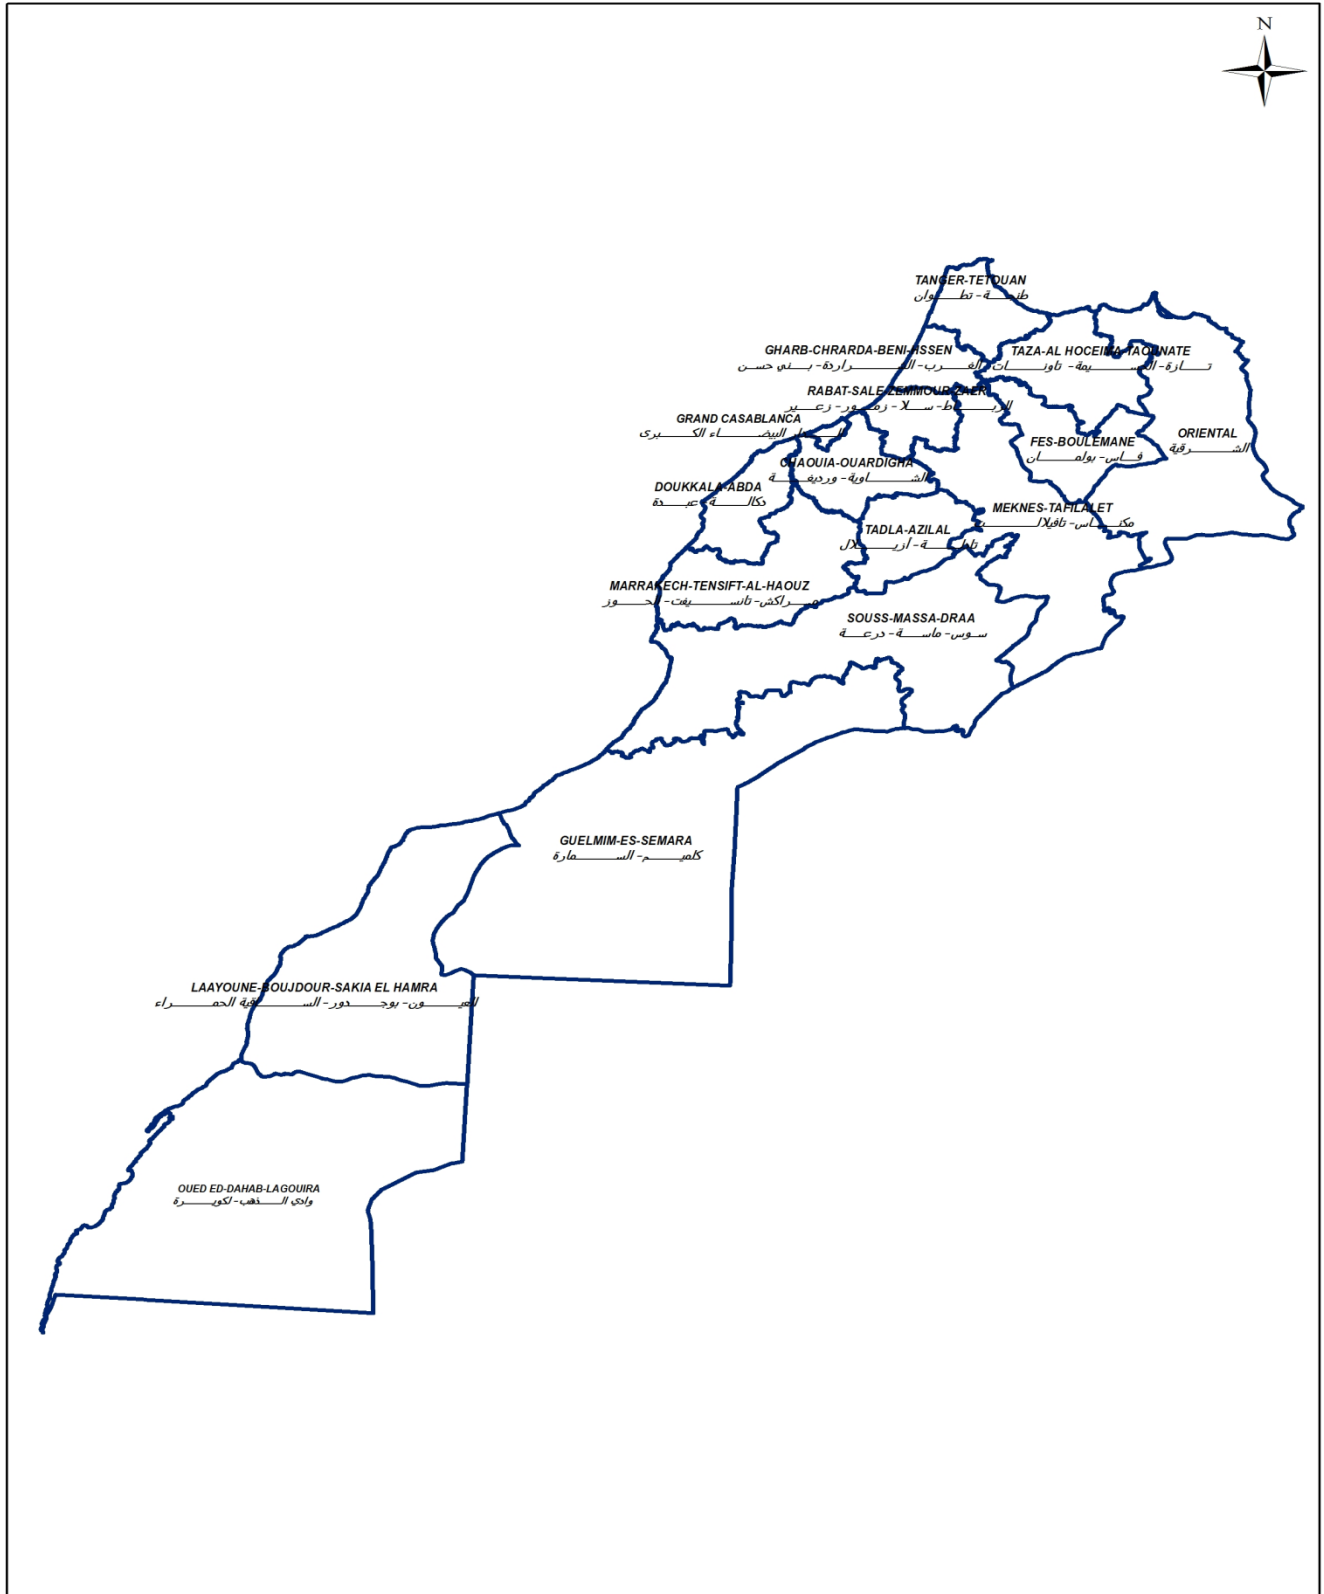 N
TANGER-TETOUAN
طنجة - تطوان
GHARB-CHRARDA-BENI-HSSEN
الغرب - الشراردة - بني حسن
TAZA-AL HOCEIMA-TAOUNATE
تازة - الحسيمة - تاونات
RABAT-SALE-ZEMMOUR-ZAER
الرباط - سلا - زمور - زعير
GRAND CASABLANCA
الدار البيضاء الكبرى
ORIENTAL
الشرقية
FES-BOULEMANE
فاس - بولمان
CHAOUIA-OUARDIGHA
الشاوية - ورديغة
DOUKKALA-ABDA
دكالة - عبدة
MEKNES-TAFILALET
مكناس - تافيلالت
TADLA-AZILAL
تادلة - أزيلال
MARRAKECH-TENSIFT-AL-HAOUZ
مراكش - تانسيفت - الحوز
SOUSS-MASSA-DRAA
سوس - ماسة - درعة
GUELMIM-ES-SEMARA
كلميم - السمارة
LAAYOUNE-BOUJDOUR-SAKIA EL HAMRA
العيون - بوجدور - الساقية الحمراء
OUED ED-DAHAB-LAGOUIRA
وادي الذهب - لكويرة